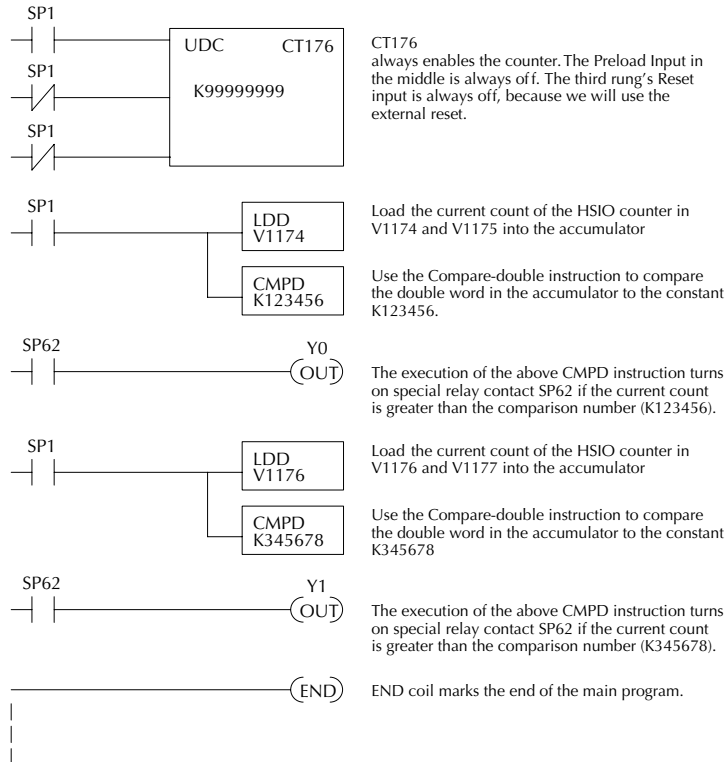 SP1
UDC CT176
SP1
K99999999
SP1
CT176
always enables the counter. The Preload Input in
the middle is always off. The third rung's Reset
input is always off, because we will use the
external reset.
SP1
LDD
V1174
Load the current count of the HSIO counter in
V1174 and V1175 into the accumulator
CMPD
K123456
Use the Compare-double instruction to compare
the double word in the accumulator to the constant
K123456.
SP62
Y0
OUT
The execution of the above CMPD instruction turns
on special relay contact SP62 if the current count
is greater than the comparison number (K123456).
SP1
LDD
V1176
Load the current count of the HSIO counter in
V1176 and V1177 into the accumulator
CMPD
K345678
Use the Compare-double instruction to compare
the double word in the accumulator to the constant
K345678
SP62
Y1
OUT
The execution of the above CMPD instruction turns
on special relay contact SP62 if the current count
is greater than the comparison number (K345678).
END
END coil marks the end of the main program.